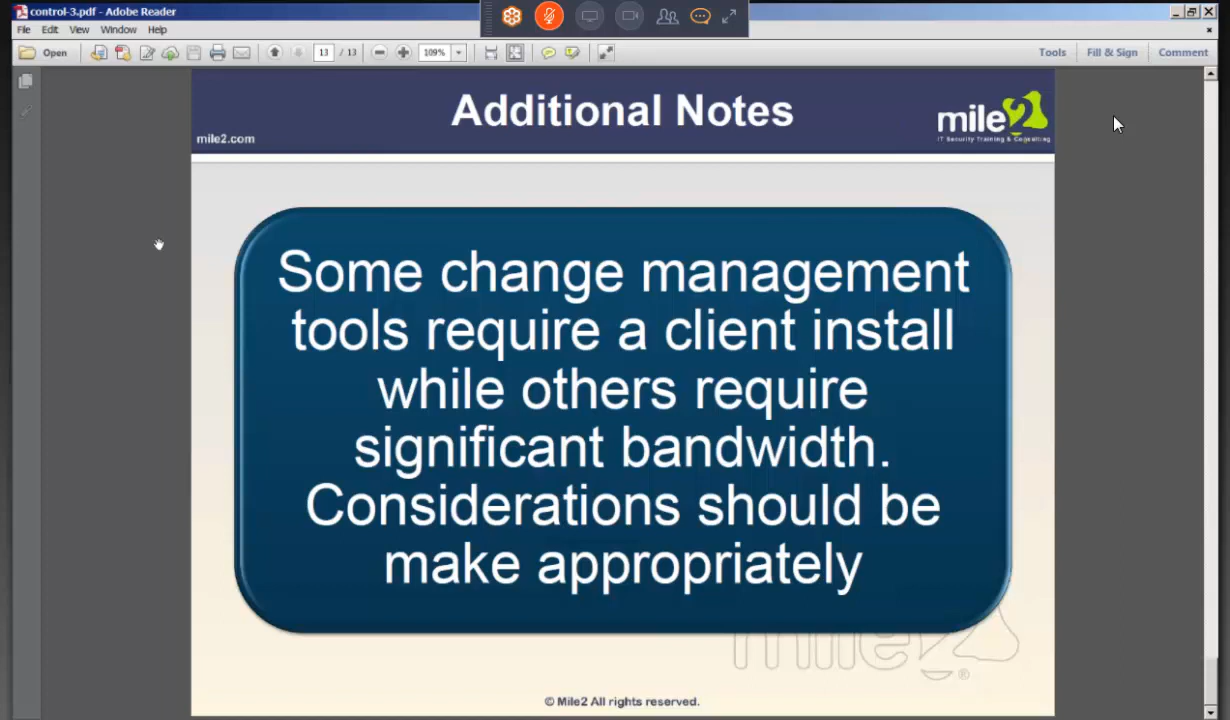 control-3.pdf - Adobe Reader
File Edit View Window Help
Open 13 / 13 109% Tools Fill & Sign Comment
Additional Notes
mile2.com
mile2
IT Security Training & Consulting
Some change management
tools require a client install
while others require
significant bandwidth.
Considerations should be
make appropriately
mile2 ®
© Mile2 All rights reserved.